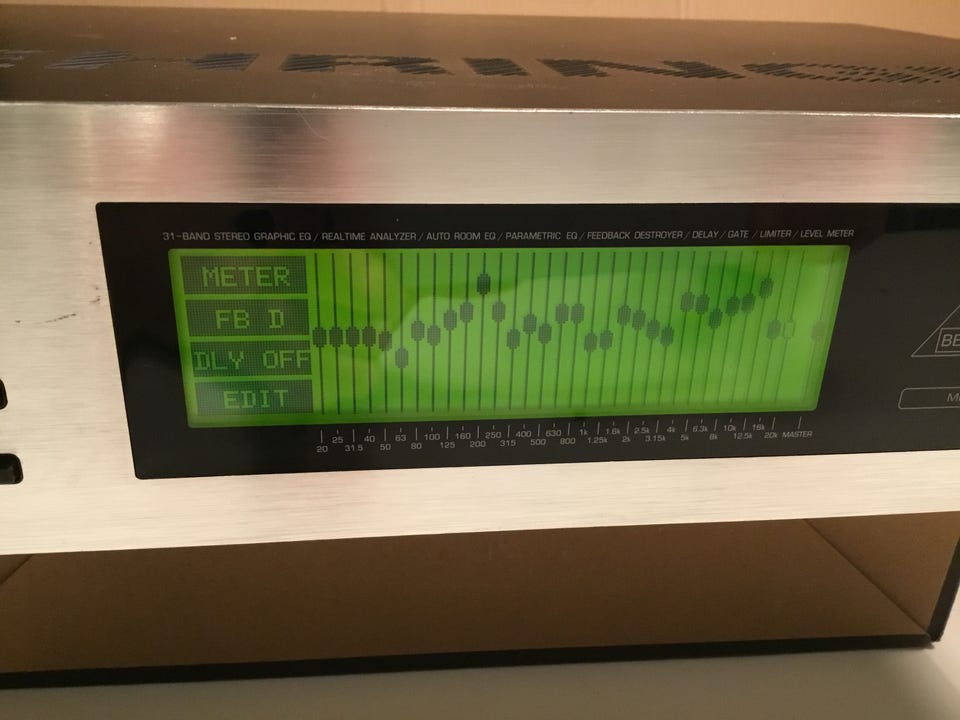 HRING
31-BAND STEREO GRAPHIC EQ / REALTIME ANALYZER / AUTO ROOM EQ / PARAMETRIC EQ / FEEDBACK DESTROYER / DELAY / GATE / LIMITER / LEVEL METER
METER
FB D
DLY OFF
EDIT
BE
M
25 40 63 100 160 250 400 630 1k 1.6k 2.5k 4k 6.3k 10k 16k
20 31.5 50 80 125 200 315 500 800 1.25k 2k 3.15k 5k 8k 12.5k 20k MASTER